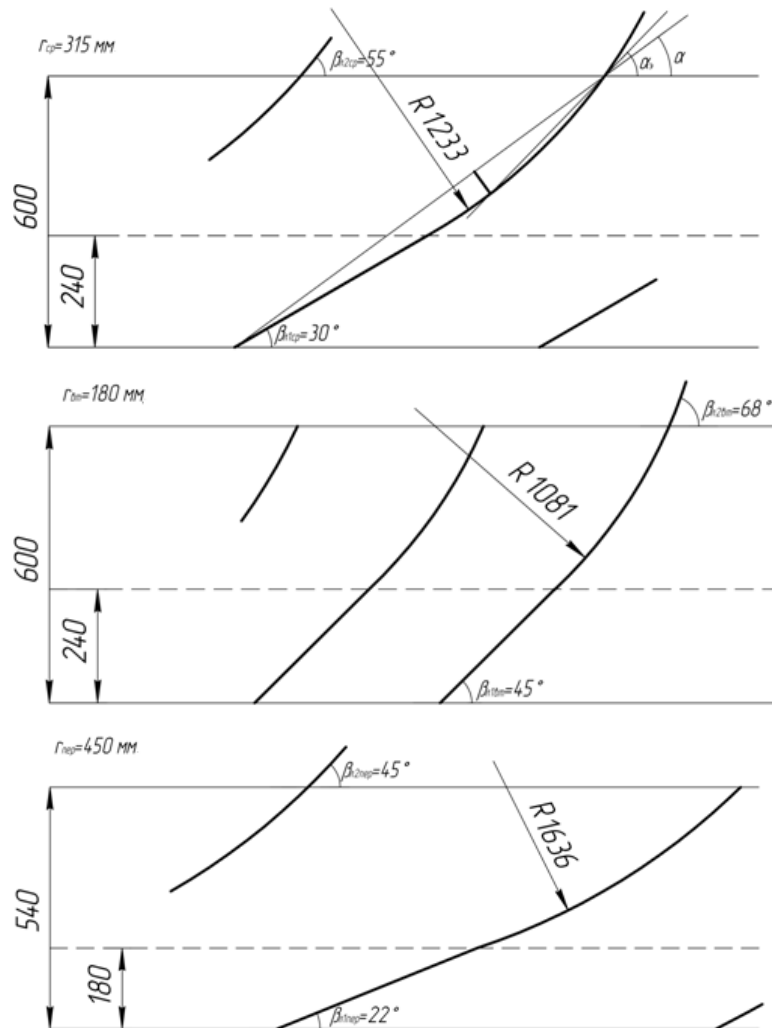 rср=315 мм
βл2ср=55°
α₁
α
R1233
600
240
βл1ср=30°
rвт=180 мм
βл2вт=68°
R1081
600
240
βл1вт=45°
rпер=450 мм
βл2пер=45°
R1636
540
180
βл1пер=22°